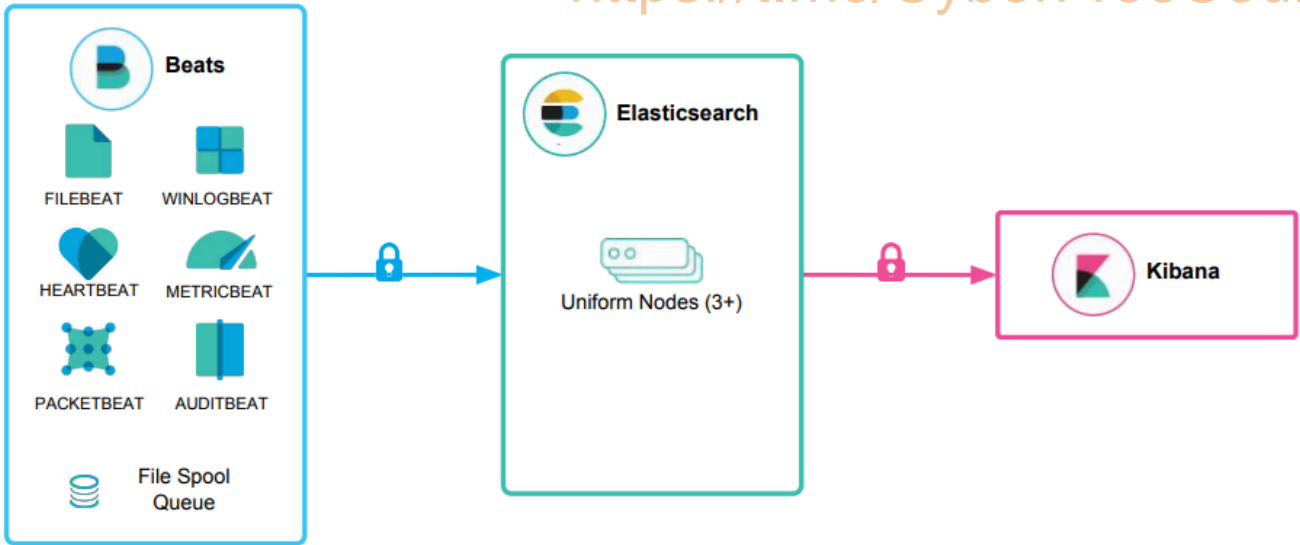 Beats
FILEBEAT
WINLOGBEAT
HEARTBEAT
METRICBEAT
PACKETBEAT
AUDITBEAT
File Spool
Queue
Elasticsearch
Uniform Nodes (3+)
Kibana